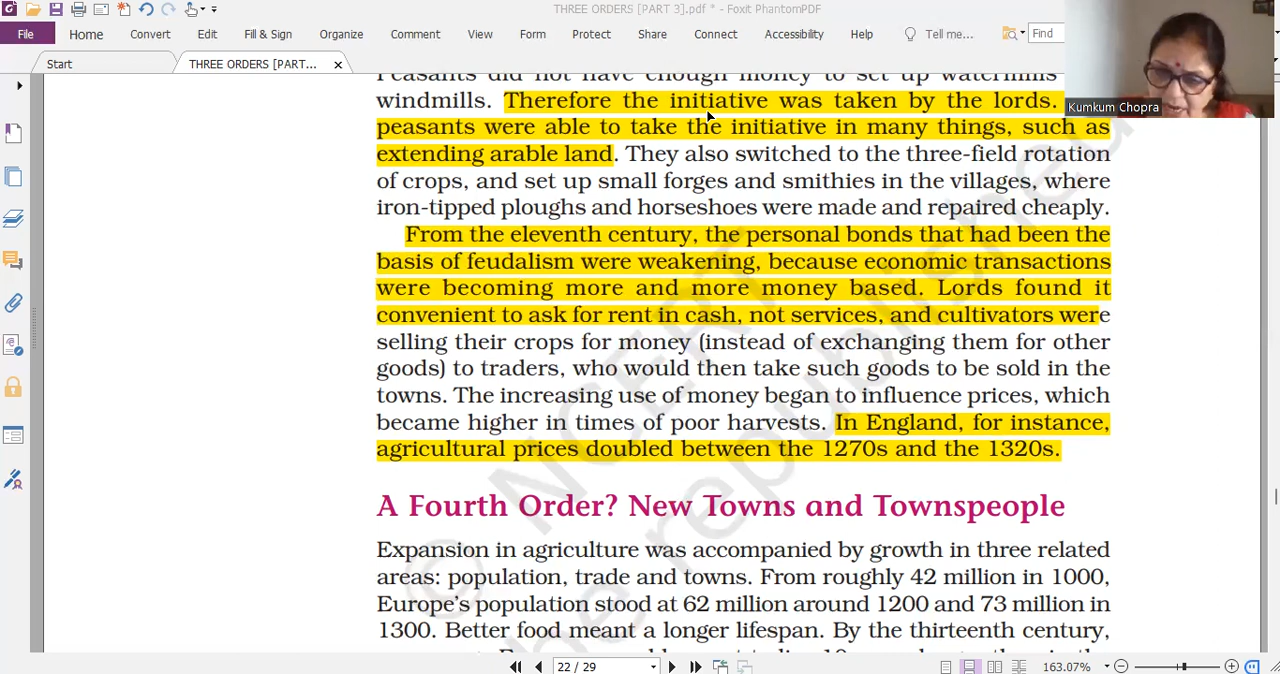 THREE ORDERS [PART 3].pdf * - Foxit PhantomPDF
File Home Convert Edit Fill & Sign Organize Comment View Form Protect Share Connect Accessibility Help Tell me... Find
Start THREE ORDERS [PART...
Kumkum Chopra
Peasants did not have enough money to set up watermills
windmills. Therefore the initiative was taken by the lords.
peasants were able to take the initiative in many things, such as
extending arable land. They also switched to the three-field rotation
of crops, and set up small forges and smithies in the villages, where
iron-tipped ploughs and horseshoes were made and repaired cheaply.
From the eleventh century, the personal bonds that had been the
basis of feudalism were weakening, because economic transactions
were becoming more and more money based. Lords found it
convenient to ask for rent in cash, not services, and cultivators were
selling their crops for money (instead of exchanging them for other
goods) to traders, who would then take such goods to be sold in the
towns. The increasing use of money began to influence prices, which
became higher in times of poor harvests. In England, for instance,
agricultural prices doubled between the 1270s and the 1320s.
© NCERT
republished
A Fourth Order? New Towns and Townspeople
Expansion in agriculture was accompanied by growth in three related
areas: population, trade and towns. From roughly 42 million in 1000,
Europe's population stood at 62 million around 1200 and 73 million in
1300. Better food meant a longer lifespan. By the thirteenth century,
22 / 29
163.07%